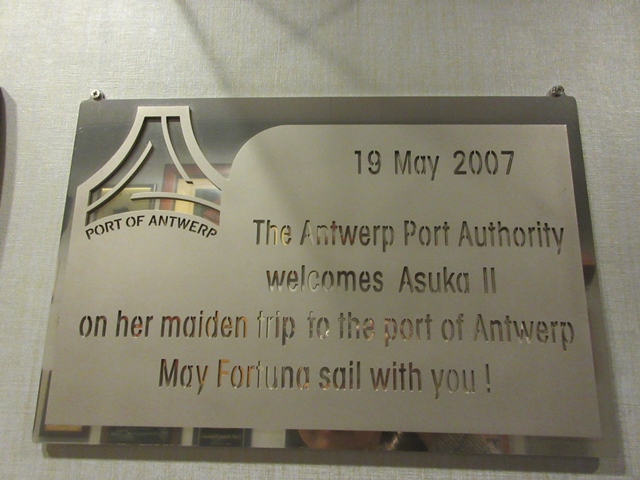 PORT OF ANTWERP
19 May 2007
The Antwerp Port Authority
welcomes Asuka II
on her maiden trip to the port of Antwerp
May Fortuna sail with you !